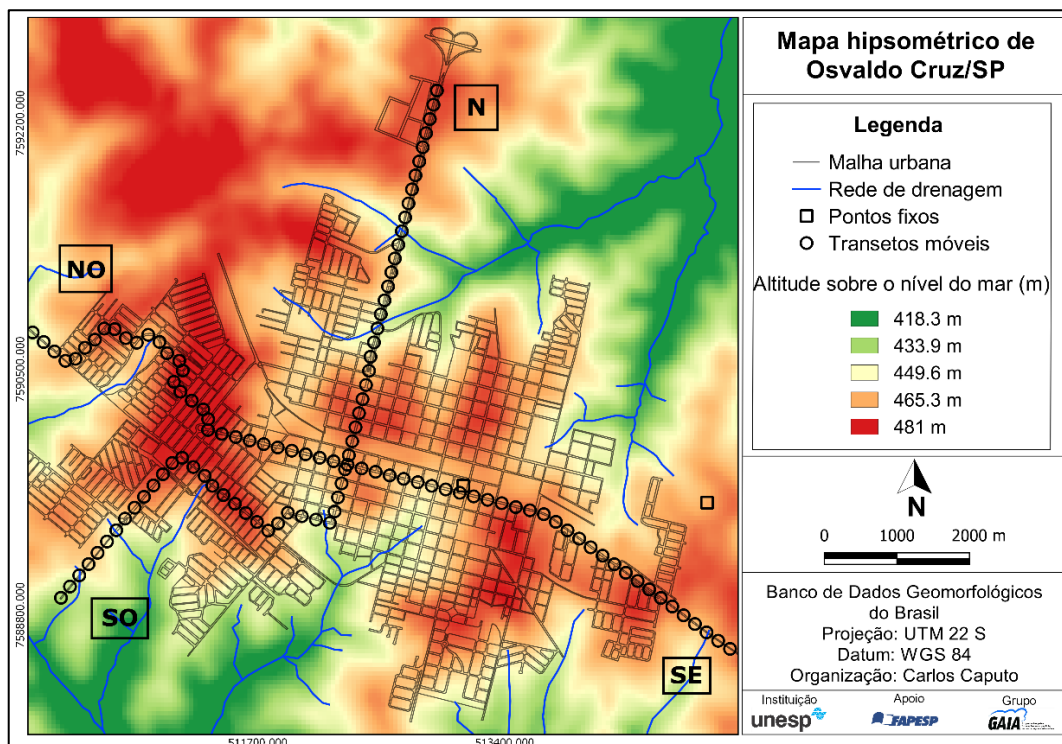 Mapa hipsométrico de
Osvaldo Cruz/SP
Legenda
Malha urbana
Rede de drenagem
Pontos fixos
Transetos móveis
Altitude sobre o nível do mar (m)
418.3 m
433.9 m
449.6 m
465.3 m
481 m
N
0 1000 2000 m
Banco de Dados Geomorfológicos
do Brasil
Projeção: UTM 22 S
Datum: WGS 84
Organização: Carlos Caputo
Instituição Apoio Grupo
unesp FAPESP GAIA
N
NO
SO
SE
7592200.000
7590500.000
7588800.000
511700.000 513400.000